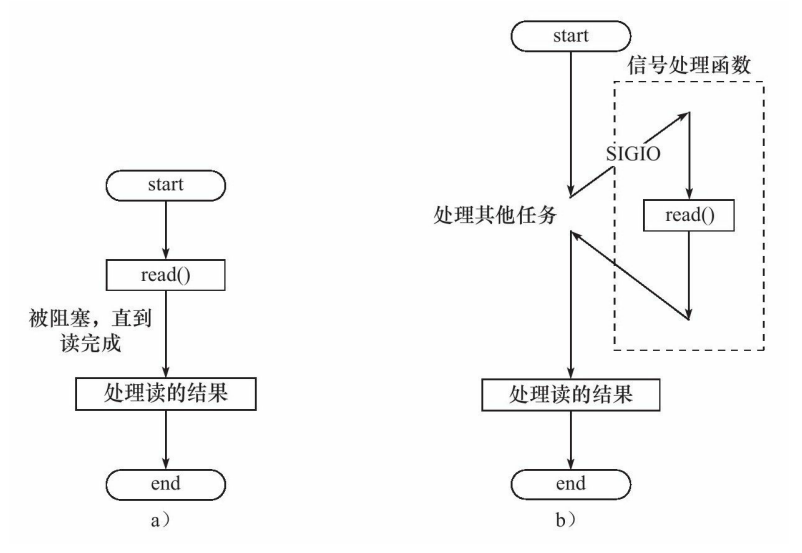 start
read()
被阻塞，直到
读完成
处理读的结果
end
a）
start
信号处理函数
SIGIO
处理其他任务
read()
处理读的结果
end
b）